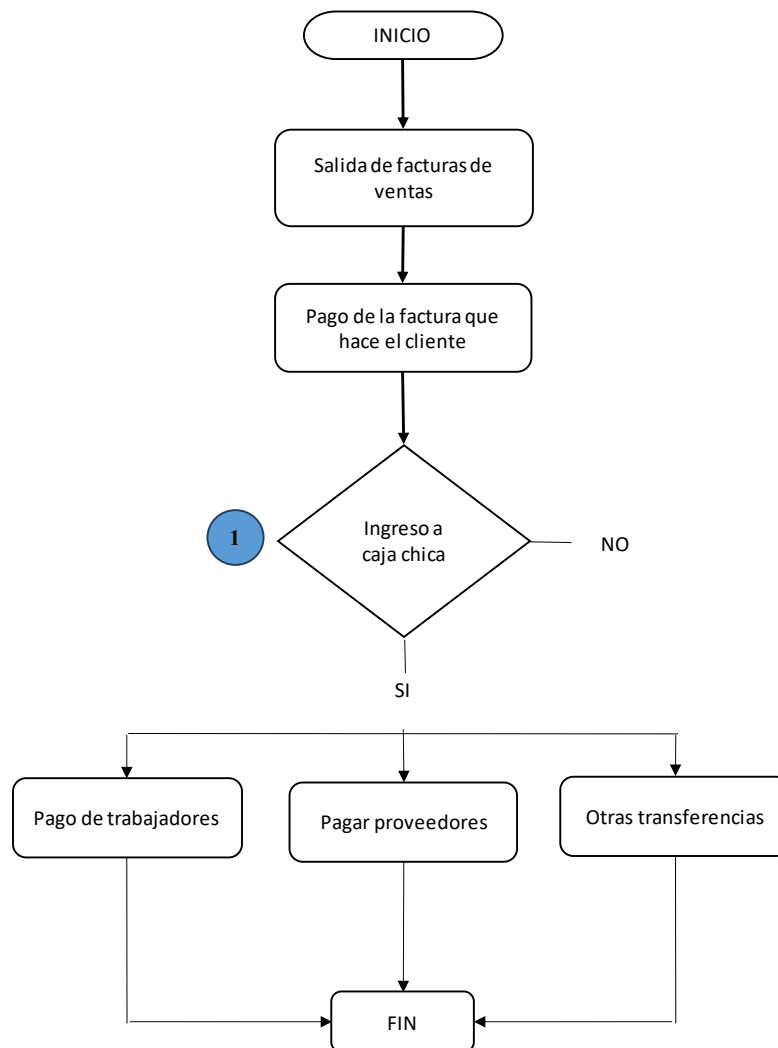 INICIO
Salida de facturas de
ventas
Pago de la factura que
hace el cliente
1
Ingreso a
caja chica
NO
SI
Pago de trabajadores
Pagar proveedores
Otras transferencias
FIN